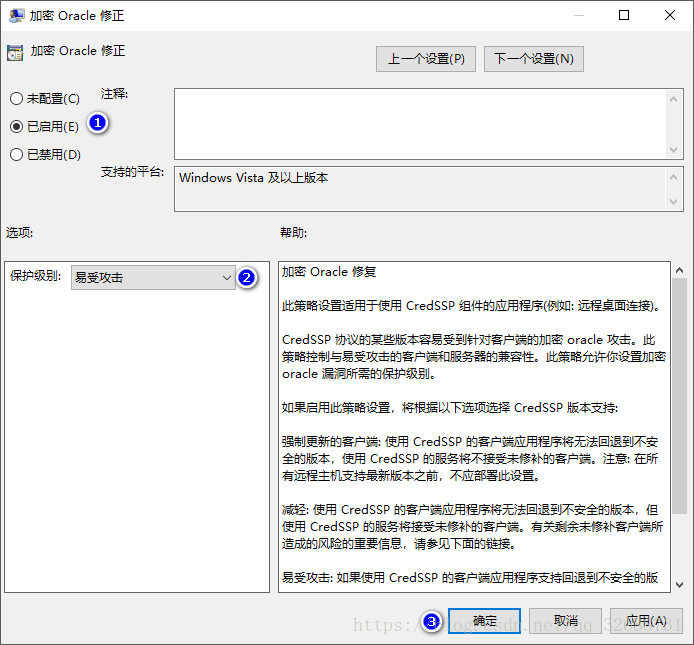 加密 Oracle 修正
加密 Oracle 修正
上一个设置(P)
下一个设置(N)
未配置(C)
注释:
已启用(E)
1
已禁用(D)
支持的平台:
Windows Vista 及以上版本
选项:
帮助:
保护级别:
易受攻击
2
加密 Oracle 修复
此策略设置适用于使用 CredSSP 组件的应用程序(例如: 远程桌面连接)。
CredSSP 协议的某些版本容易受到针对客户端的加密 oracle 攻击。此
策略控制与易受攻击的客户端和服务器的兼容性。此策略允许你设置加密
oracle 漏洞所需的保护级别。
如果启用此策略设置，将根据以下选项选择 CredSSP 版本支持:
强制更新的客户端: 使用 CredSSP 的客户端应用程序将无法回退到不安
全的版本，使用 CredSSP 的服务将不接受未修补的客户端。注意: 在所
有远程主机支持最新版本之前，不应部署此设置。
减轻: 使用 CredSSP 的客户端应用程序将无法回退到不安全的版本，但
使用 CredSSP 的服务将接受未修补的客户端。有关剩余未修补客户端所
造成的风险的重要信息，请参见下面的链接。
易受攻击: 如果使用 CredSSP 的客户端应用程序支持回退到不安全的版
3
确定
取消
应用(A)